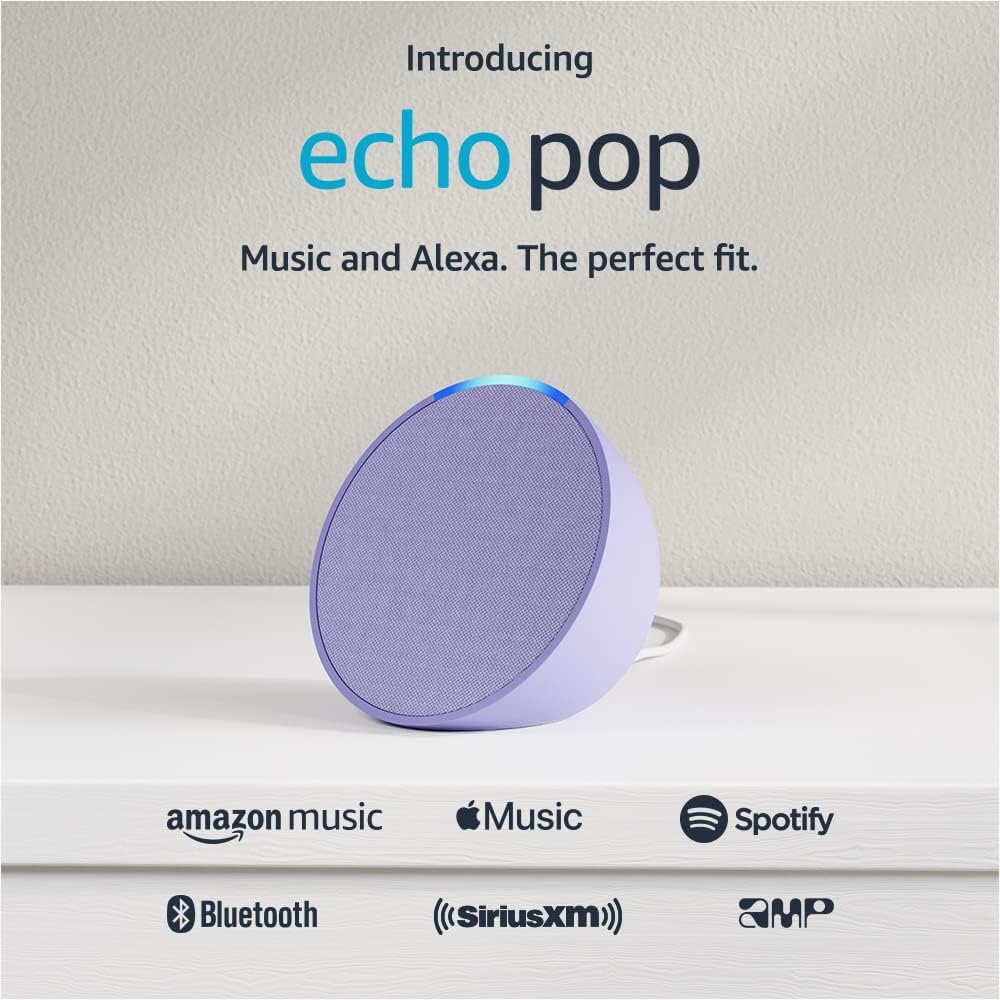 Introducing
echo pop
Music and Alexa. The perfect fit.
amazon music
Music
Spotify
Bluetooth
SiriusXM
amp